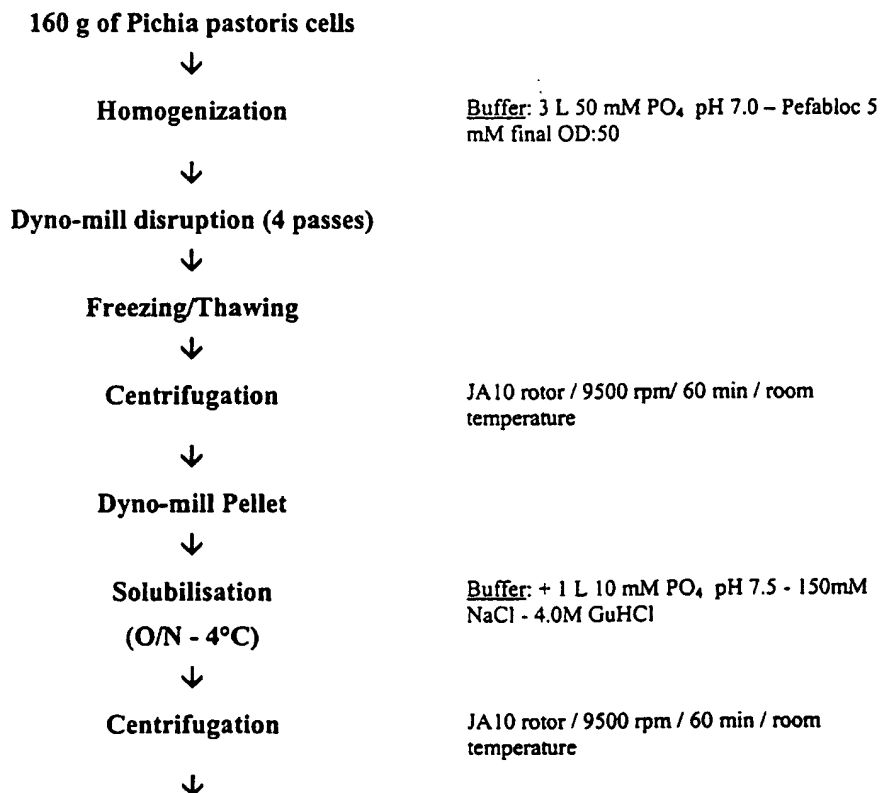 160 g of Pichia pastoris cells
↓
Homogenization
Buffer: 3 L 50 mM PO₄ pH 7.0 – Pefabloc 5
mM final OD:50
↓
Dyno-mill disruption (4 passes)
↓
Freezing/Thawing
↓
Centrifugation
JA10 rotor / 9500 rpm/ 60 min / room
temperature
↓
Dyno-mill Pellet
↓
Solubilisation
Buffer: + 1 L 10 mM PO₄ pH 7.5 - 150mM
(O/N - 4°C)
NaCl - 4.0M GuHCl
↓
Centrifugation
JA10 rotor / 9500 rpm / 60 min / room
temperature
↓